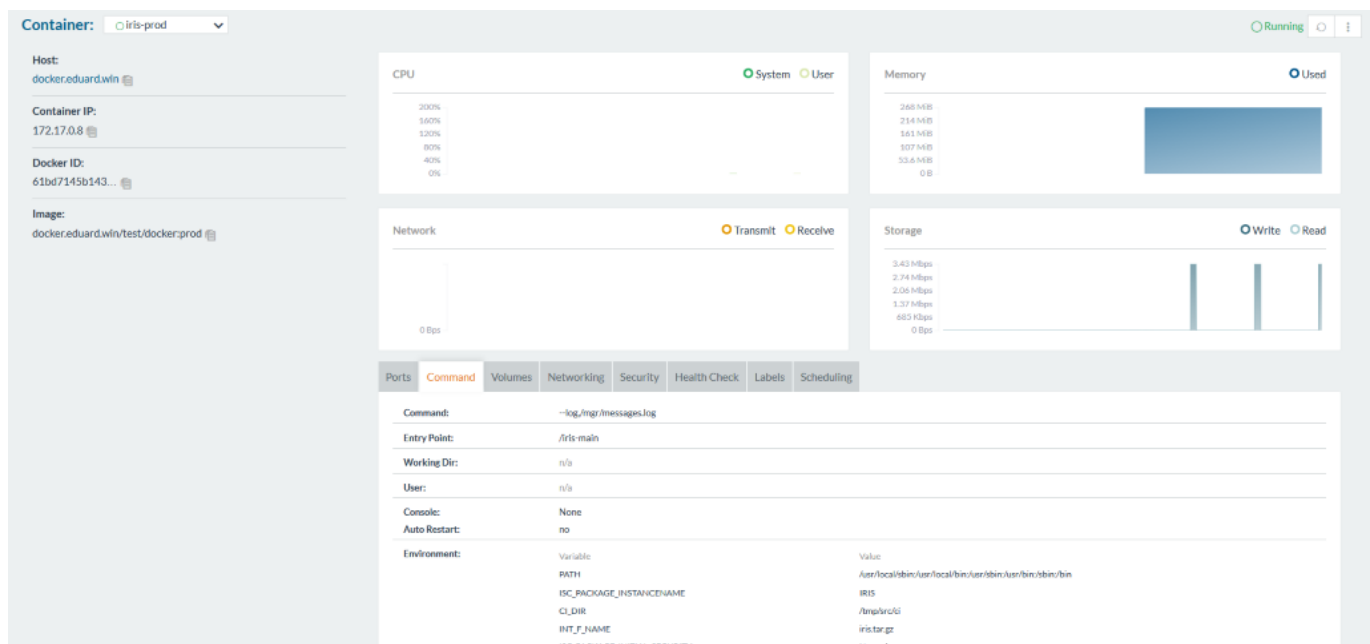 Container: iris-prod
Running
Host:
docker.eduard.win
Container IP:
172.17.0.8
Docker ID:
61bd7145b143...
Image:
docker.eduard.win/test/docker:prod
CPU System User
200%
160%
120%
80%
40%
0%
Memory Used
268 MiB
214 MiB
161 MiB
107 MiB
53.6 MiB
0 B
Network Transmit Receive
0 Bps
Storage Write Read
3.43 Mbps
2.74 Mbps
2.06 Mbps
1.37 Mbps
685 Kbps
0 Bps
Ports Command Volumes Networking Security Health Check Labels Scheduling
Command: --log,/mgr/messages.log
Entry Point: /iris-main
Working Dir: n/a
User: n/a
Console: None
Auto Restart: no
Environment: Variable Value
PATH /usr/local/sbin:/usr/local/bin:/usr/sbin:/usr/bin:/sbin:/bin
ISC_PACKAGE_INSTANCENAME IRIS
CI_DIR /tmp/src/ci
INT_F_NAME iris.tar.gz